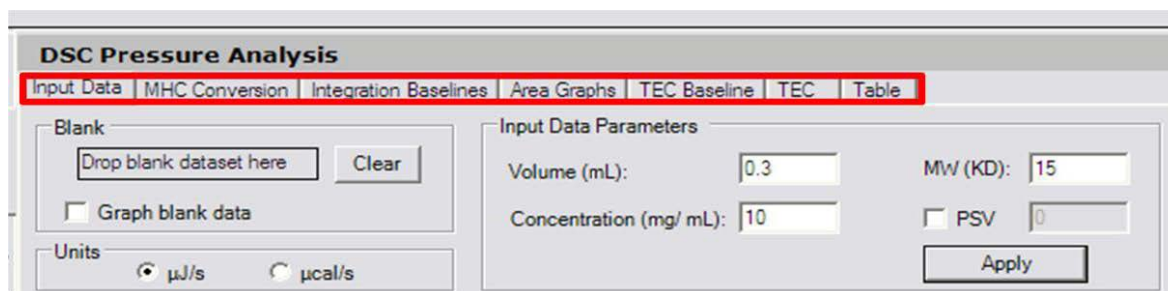 DSC Pressure Analysis
Input Data MHC Conversion Integration Baselines Area Graphs TEC Baseline TEC Table
Blank
Drop blank dataset here Clear
Graph blank data
Units
µJ/s µcal/s
Input Data Parameters
Volume (mL): 0.3 MW (KD): 15
Concentration (mg/ mL): 10 PSV 0
Apply